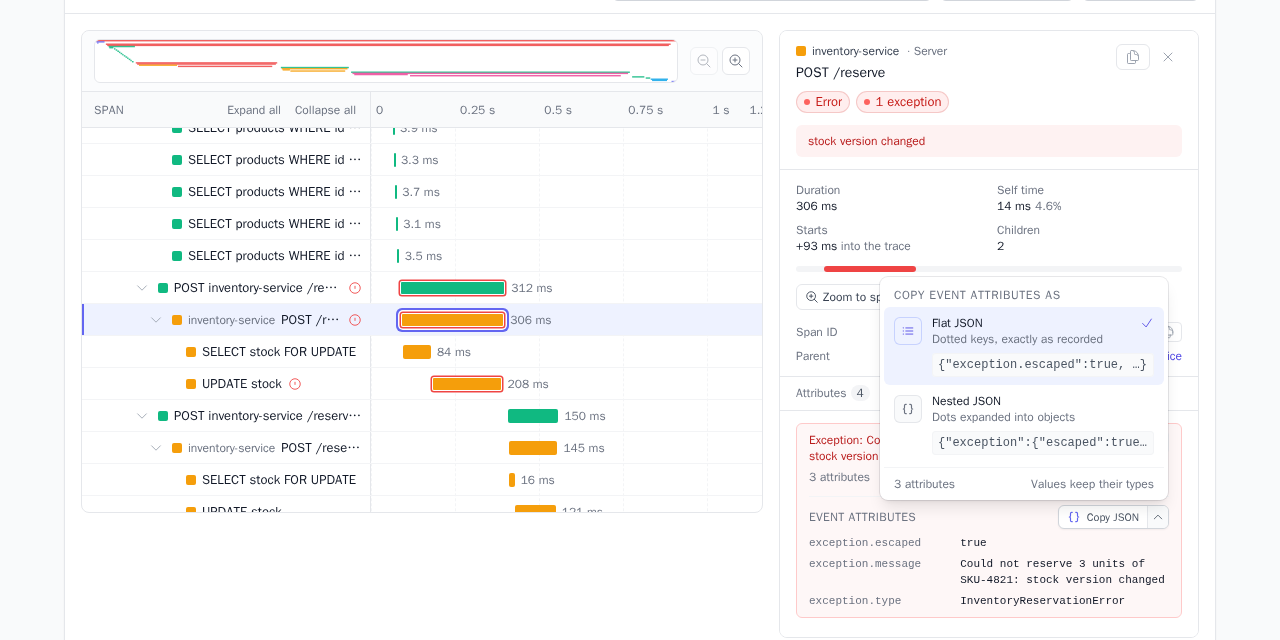 SPAN Expand all Collapse all 0 0.25 s 0.5 s 0.75 s 1 s
SELECT products WHERE id ··· 3.9 ms
SELECT products WHERE id ··· 3.3 ms
SELECT products WHERE id ··· 3.7 ms
SELECT products WHERE id ··· 3.1 ms
SELECT products WHERE id ··· 3.5 ms
POST inventory-service /re··· 312 ms
inventory-service POST /r··· 306 ms
SELECT stock FOR UPDATE 84 ms
UPDATE stock 208 ms
POST inventory-service /reserv··· 150 ms
inventory-service POST /rese··· 145 ms
SELECT stock FOR UPDATE 16 ms
UPDATE stock 121 ms
inventory-service · Server
POST /reserve
Error 1 exception
stock version changed
Duration Self time
306 ms 14 ms 4.6%
Starts Children
+93 ms into the trace 2
Zoom to sp
Span ID
Parent ice
Attributes 4
Exception: Co
stock version
3 attributes
COPY EVENT ATTRIBUTES AS
Flat JSON
Dotted keys, exactly as recorded
{"exception.escaped":true, …}
{} Nested JSON
Dots expanded into objects
{"exception":{"escaped":true…
3 attributes Values keep their types
EVENT ATTRIBUTES {} Copy JSON
exception.escaped true
exception.message Could not reserve 3 units of
SKU-4821: stock version changed
exception.type InventoryReservationError